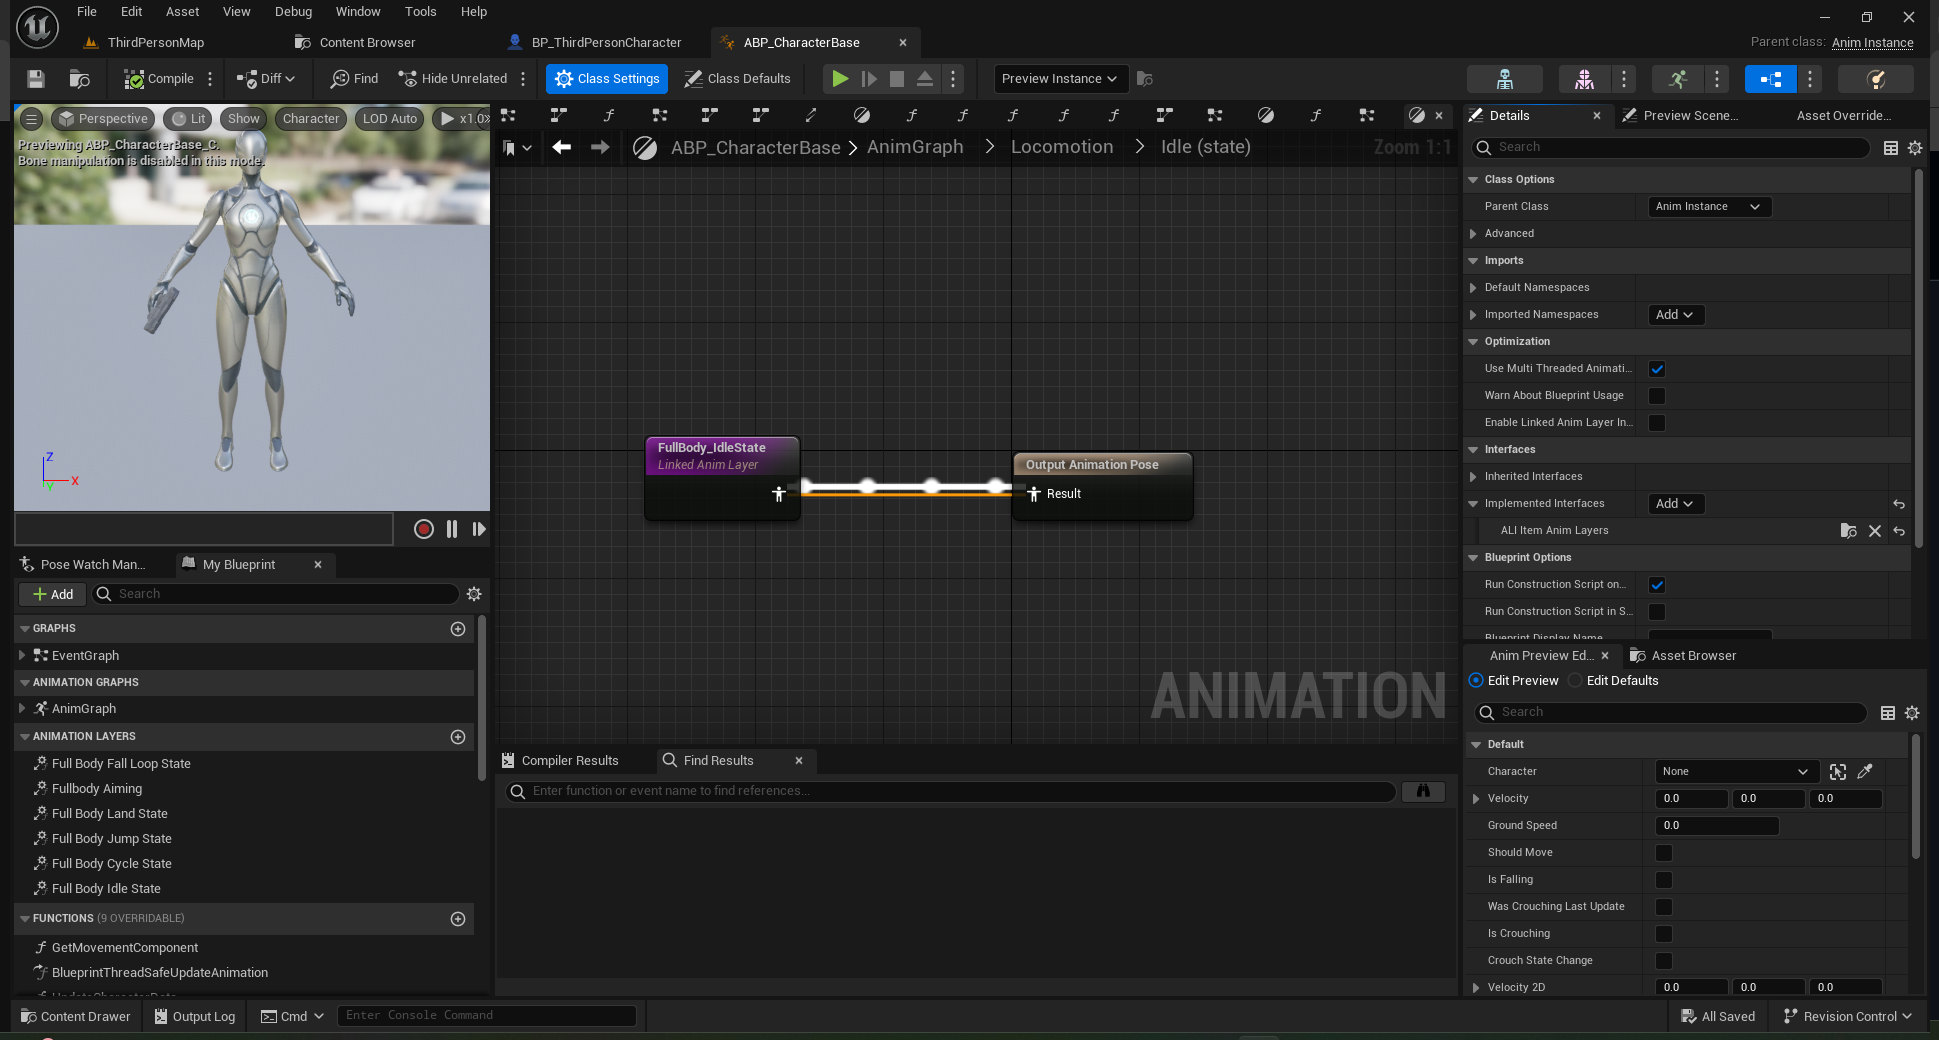 File Edit Asset View Debug Window Tools Help
ThirdPersonMap
Content Browser
BP_ThirdPersonCharacter
ABP_CharacterBase
Parent class: Anim Instance
Compile
Diff
Find
Hide Unrelated
Class Settings
Class Defaults
Preview Instance
Perspective
Lit
Show
Character
LOD Auto
x1.0
Previewing ABP_CharacterBase_C.
Bone manipulation is disabled in this mode.
Z
X
Y
ABP_CharacterBase > AnimGraph > Locomotion > Idle (state)
Zoom 1:1
FullBody_IdleState
Linked Anim Layer
Output Animation Pose
Result
ANIMATION
Pose Watch Man...
My Blueprint
Add
Search
GRAPHS
EventGraph
ANIMATION GRAPHS
AnimGraph
ANIMATION LAYERS
Full Body Fall Loop State
Fullbody Aiming
Full Body Land State
Full Body Jump State
Full Body Cycle State
Full Body Idle State
FUNCTIONS (9 OVERRIDABLE)
GetMovementComponent
BlueprintThreadSafeUpdateAnimation
Compiler Results
Find Results
Enter function or event name to find references...
Details
Preview Scene...
Asset Override...
Search
Class Options
Parent Class
Anim Instance
Advanced
Imports
Default Namespaces
Imported Namespaces
Add
Optimization
Use Multi Threaded Animati...
Warn About Blueprint Usage
Enable Linked Anim Layer In...
Interfaces
Inherited Interfaces
Implemented Interfaces
Add
ALI Item Anim Layers
Blueprint Options
Run Construction Script on...
Run Construction Script in S...
Blueprint Display Name
Anim Preview Ed...
Asset Browser
Edit Preview
Edit Defaults
Search
Default
Character
None
Velocity
0.0 0.0 0.0
Ground Speed
0.0
Should Move
Is Falling
Was Crouching Last Update
Is Crouching
Crouch State Change
Velocity 2D
0.0 0.0 0.0
Content Drawer
Output Log
Cmd
Enter Console Command
All Saved
Revision Control